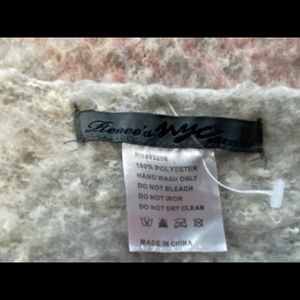 Renee's NYC
RN#93206
100% POLYESTER
HAND WASH ONLY
DO NOT BLEACH
DO NOT IRON
DO NOT DRY CLEAN
MADE IN CHINA